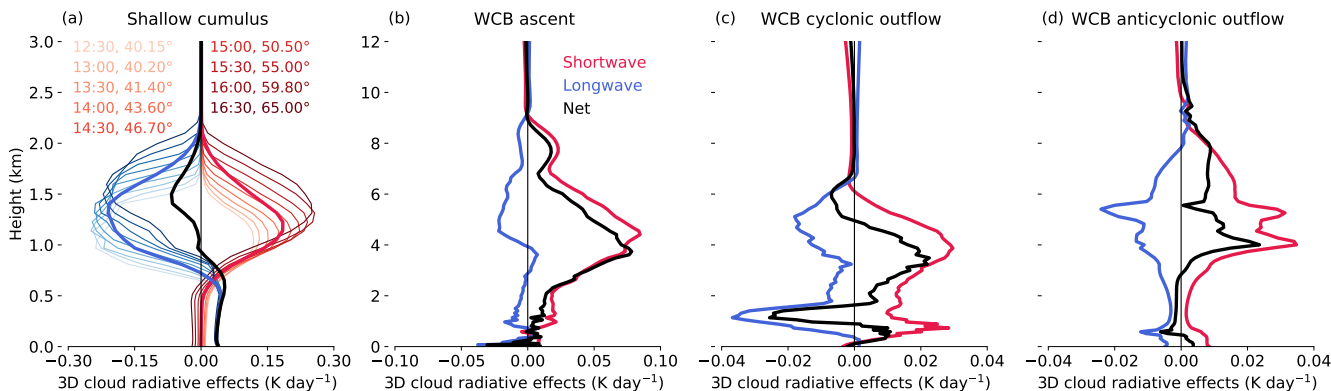 (a) Shallow cumulus
(b) WCB ascent
(c) WCB cyclonic outflow
(d) WCB anticyclonic outflow
Height (km)
3.0
2.5
2.0
1.5
1.0
0.5
0.0
12:30, 40.15°
13:00, 40.20°
13:30, 41.40°
14:00, 43.60°
14:30, 46.70°
15:00, 50.50°
15:30, 55.00°
16:00, 59.80°
16:30, 65.00°
12
10
8
6
4
2
0
Shortwave
Longwave
Net
−0.30 −0.15 0.00 0.15 0.30
3D cloud radiative effects (K day⁻¹)
−0.10 −0.05 0.00 0.05 0.10
3D cloud radiative effects (K day⁻¹)
−0.04 −0.02 0.00 0.02 0.04
3D cloud radiative effects (K day⁻¹)
−0.04 −0.02 0.00 0.02 0.04
3D cloud radiative effects (K day⁻¹)